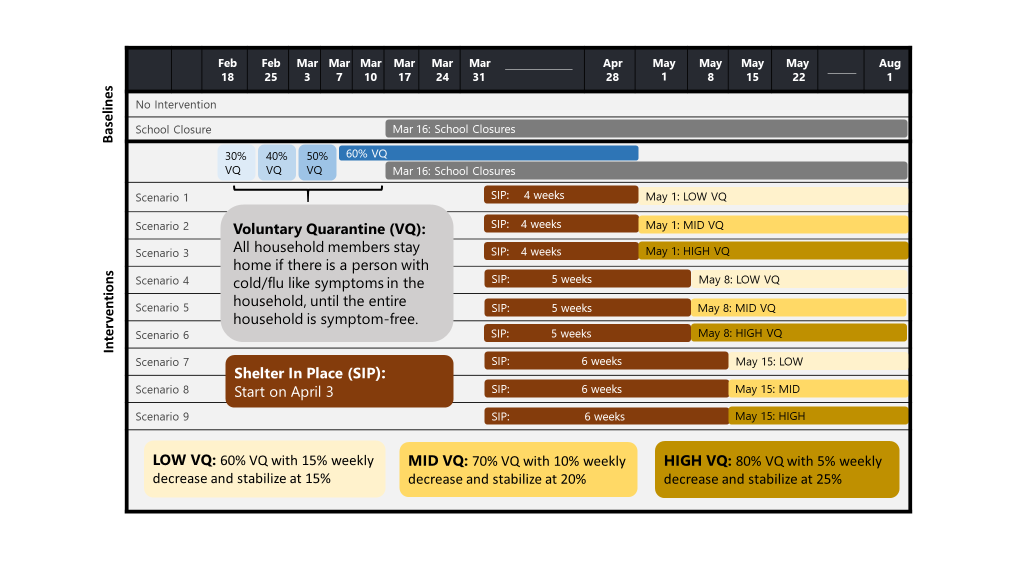 Feb 18 Feb 25 Mar 3 Mar 7 Mar 10 Mar 17 Mar 24 Mar 31 Apr 28 May 1 May 8 May 15 May 22 Aug 1
Baselines
No Intervention
School Closure
Mar 16: School Closures
Interventions
30% VQ
40% VQ
50% VQ
60% VQ
Mar 16: School Closures
Scenario 1
SIP: 4 weeks
May 1: LOW VQ
Scenario 2
SIP: 4 weeks
May 1: MID VQ
Scenario 3
SIP: 4 weeks
May 1: HIGH VQ
Scenario 4
SIP: 5 weeks
May 8: LOW VQ
Scenario 5
SIP: 5 weeks
May 8: MID VQ
Scenario 6
SIP: 5 weeks
May 8: HIGH VQ
Scenario 7
SIP: 6 weeks
May 15: LOW
Scenario 8
SIP: 6 weeks
May 15: MID
Scenario 9
SIP: 6 weeks
May 15: HIGH
Voluntary Quarantine (VQ):
All household members stay
home if there is a person with
cold/flu like symptoms in the
household, until the entire
household is symptom-free.
Shelter In Place (SIP):
Start on April 3
LOW VQ: 60% VQ with 15% weekly
decrease and stabilize at 15%
MID VQ: 70% VQ with 10% weekly
decrease and stabilize at 20%
HIGH VQ: 80% VQ with 5% weekly
decrease and stabilize at 25%